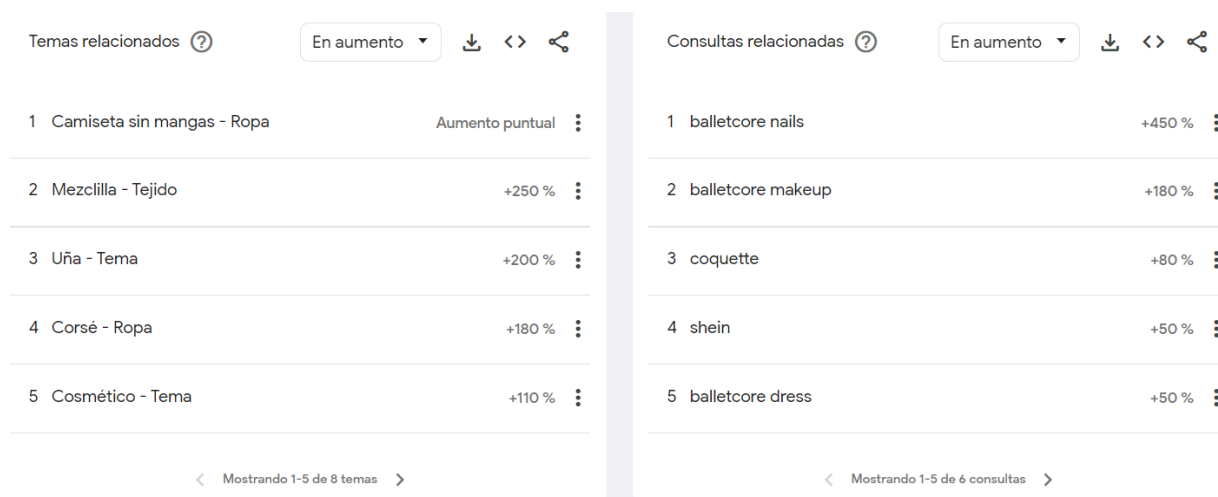 Temas relacionados
En aumento
1 Camiseta sin mangas - Ropa Aumento puntual
2 Mezclilla - Tejido +250 %
3 Uña - Tema +200 %
4 Corsé - Ropa +180 %
5 Cosmético - Tema +110 %
Mostrando 1-5 de 8 temas
Consultas relacionadas
En aumento
1 balletcore nails +450 %
2 balletcore makeup +180 %
3 coquette +80 %
4 shein +50 %
5 balletcore dress +50 %
Mostrando 1-5 de 6 consultas